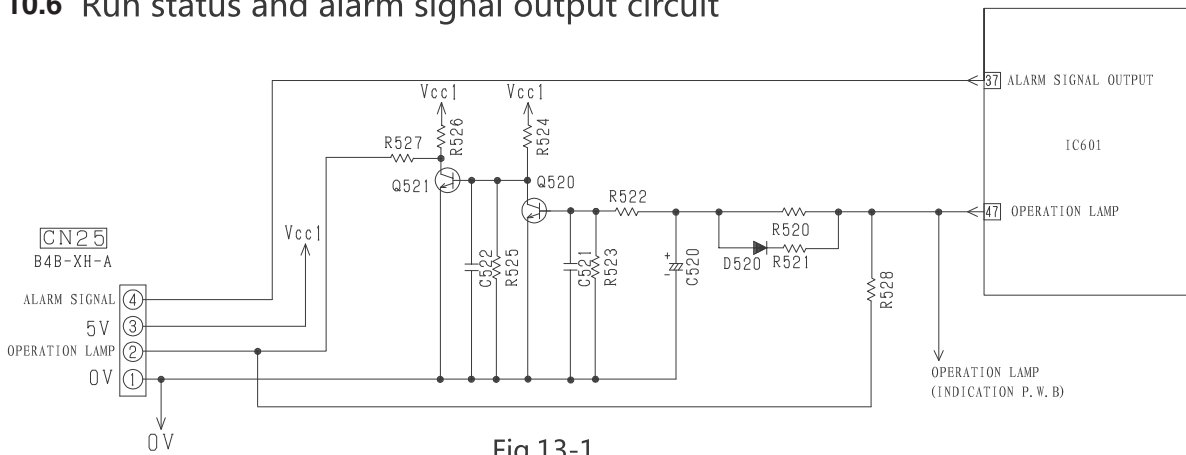 10.6 Run status and alarm signal output circuit
37 ALARM SIGNAL OUTPUT
Vcc1
Vcc1
R526
R524
R527
IC601
Q521
Q520
R522
47 OPERATION LAMP
R520
CN25
B4B-XH-A
Vcc1
C522
R525
C521
R523
+
-
C520
D520
R521
R528
ALARM SIGNAL 4
5V 3
OPERATION LAMP 2
0V 1
OPERATION LAMP
(INDICATION P.W.B)
0V
Fig.13-1